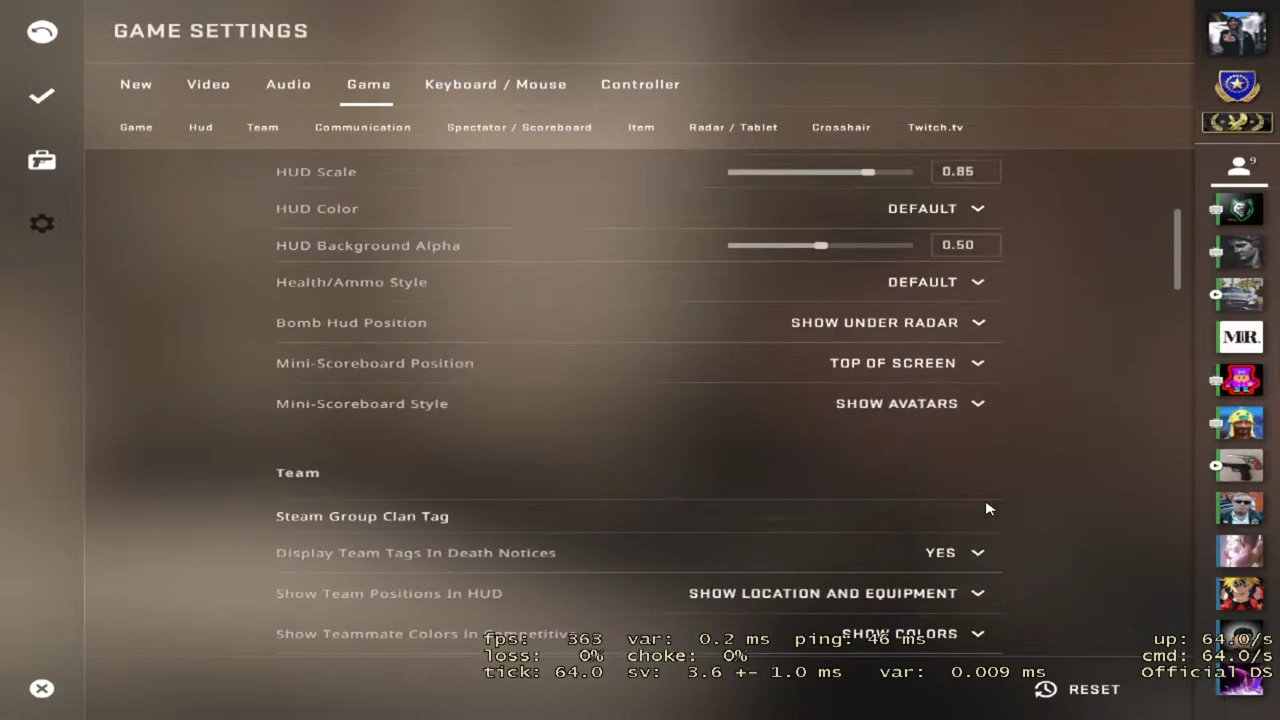 GAME SETTINGS
New Video Audio Game Keyboard / Mouse Controller
Game Hud Team Communication Spectator / Scoreboard Item Radar / Tablet Crosshair Twitch.tv
9
HUD Scale 0.85
HUD Color DEFAULT
HUD Background Alpha 0.50
Health/Ammo Style DEFAULT
Bomb Hud Position SHOW UNDER RADAR
MR.
Mini-Scoreboard Position TOP OF SCREEN
Mini-Scoreboard Style SHOW AVATARS
Team
Steam Group Clan Tag
Display Team Tags In Death Notices YES
Show Team Positions In HUD SHOW LOCATION AND EQUIPMENT
Show Teammate Colors in Competitive SHOW COLORS
fps: 363 var: 0.2 ms ping: 46 ms up: 64.0/s
loss: 0% choke: 0% cmd: 64.0/s
tick: 64.0 sv: 3.6 +- 1.0 ms var: 0.009 ms Official DS
RESET